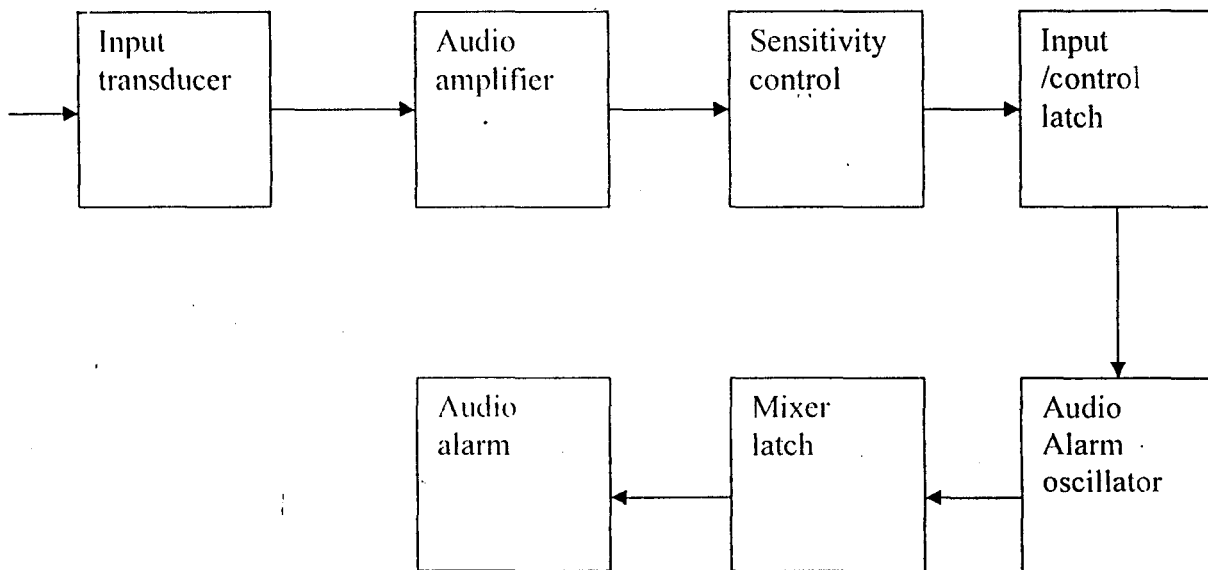 Input
transducer
Audio
amplifier
Sensitivity
control
Input
/control
latch
Audio
alarm
Mixer
latch
Audio
Alarm
oscillator